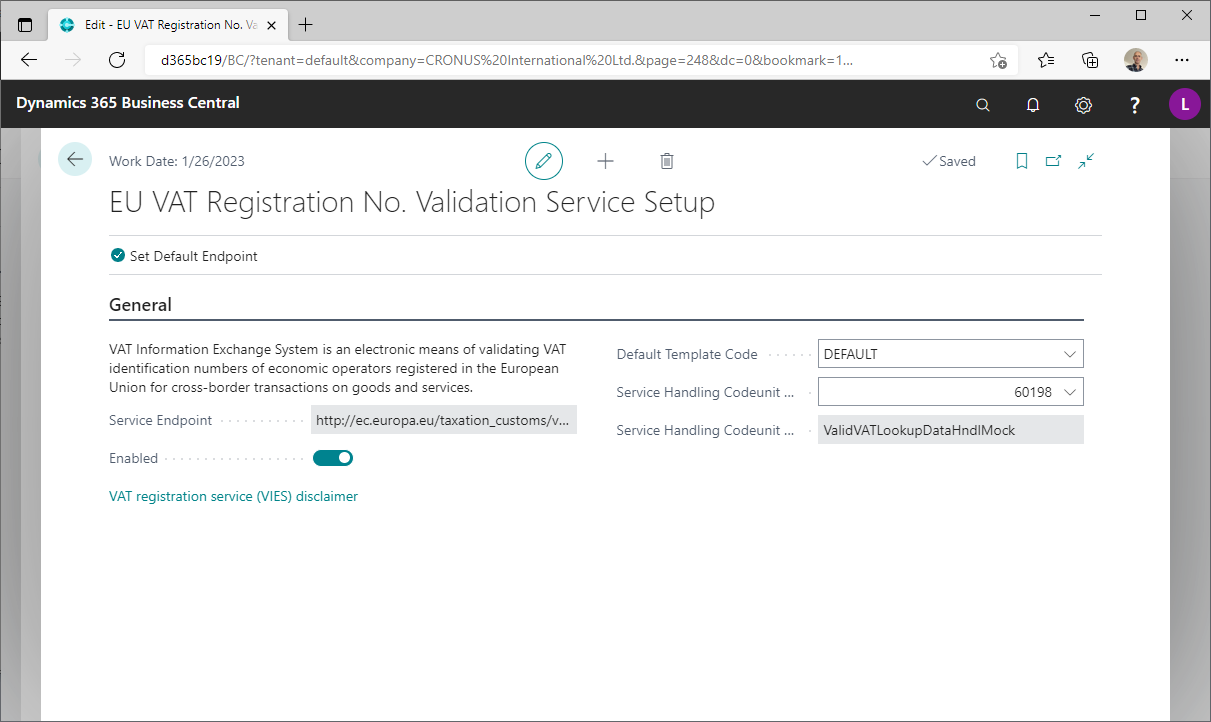 Edit - EU VAT Registration No. Va
d365bc19/BC/?tenant=default&company=CRONUS%20International%20Ltd.&page=248&dc=0&bookmark=1...
Dynamics 365 Business Central
?
L
Work Date: 1/26/2023
Saved
EU VAT Registration No. Validation Service Setup
Set Default Endpoint
General
VAT Information Exchange System is an electronic means of validating VAT
identification numbers of economic operators registered in the European
Union for cross-border transactions on goods and services.
Service Endpoint
http://ec.europa.eu/taxation_customs/v...
Enabled
VAT registration service (VIES) disclaimer
Default Template Code
DEFAULT
Service Handling Codeunit ...
60198
Service Handling Codeunit ...
ValidVATLookupDataHndlMock